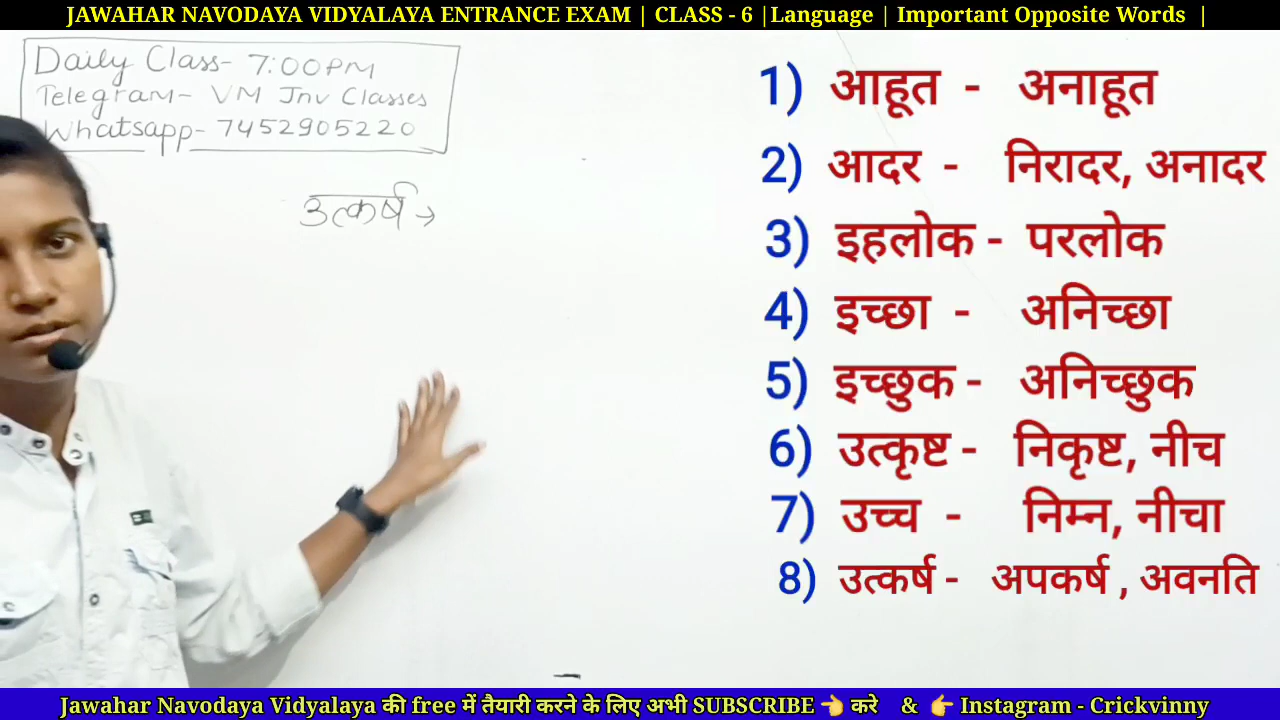 JAWAHAR NAVODAYA VIDYALAYA ENTRANCE EXAM | CLASS - 6 |Language | Important Opposite Words |
Daily Class- 7:00PM
Telegram- VM Jnv Classes
Whatsapp- 7452905220
उत्कर्ष →
1) आहूत - अनाहूत
2) आदर - निरादर, अनादर
3) इहलोक - परलोक
4) इच्छा - अनिच्छा
5) इच्छुक - अनिच्छुक
6) उत्कृष्ट - निकृष्ट, नीच
7) उच्च - निम्न, नीचा
8) उत्कर्ष - अपकर्ष , अवनति
Jawahar Navodaya Vidyalaya की free में तैयारी करने के लिए अभी SUBSCRIBE 👈 करे & 👉 Instagram - Crickvinny